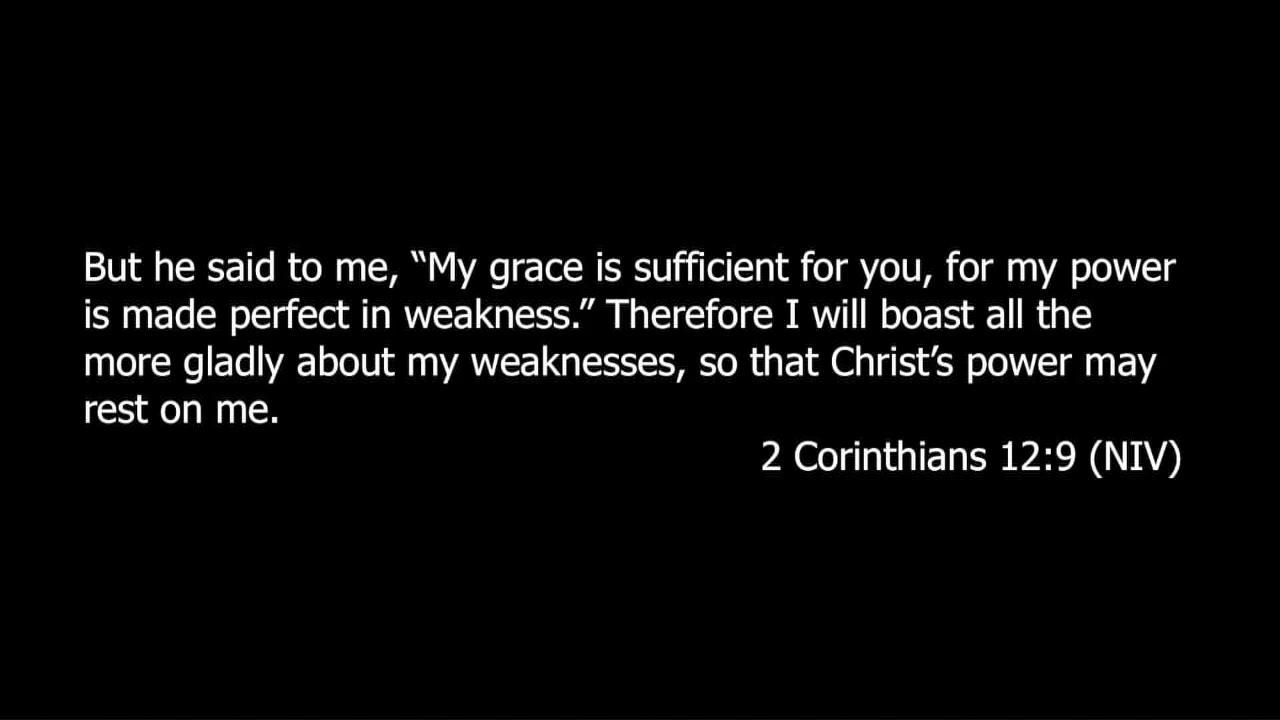 But he said to me, “My grace is sufficient for you, for my power
is made perfect in weakness.” Therefore I will boast all the
more gladly about my weaknesses, so that Christ’s power may
rest on me.
2 Corinthians 12:9 (NIV)